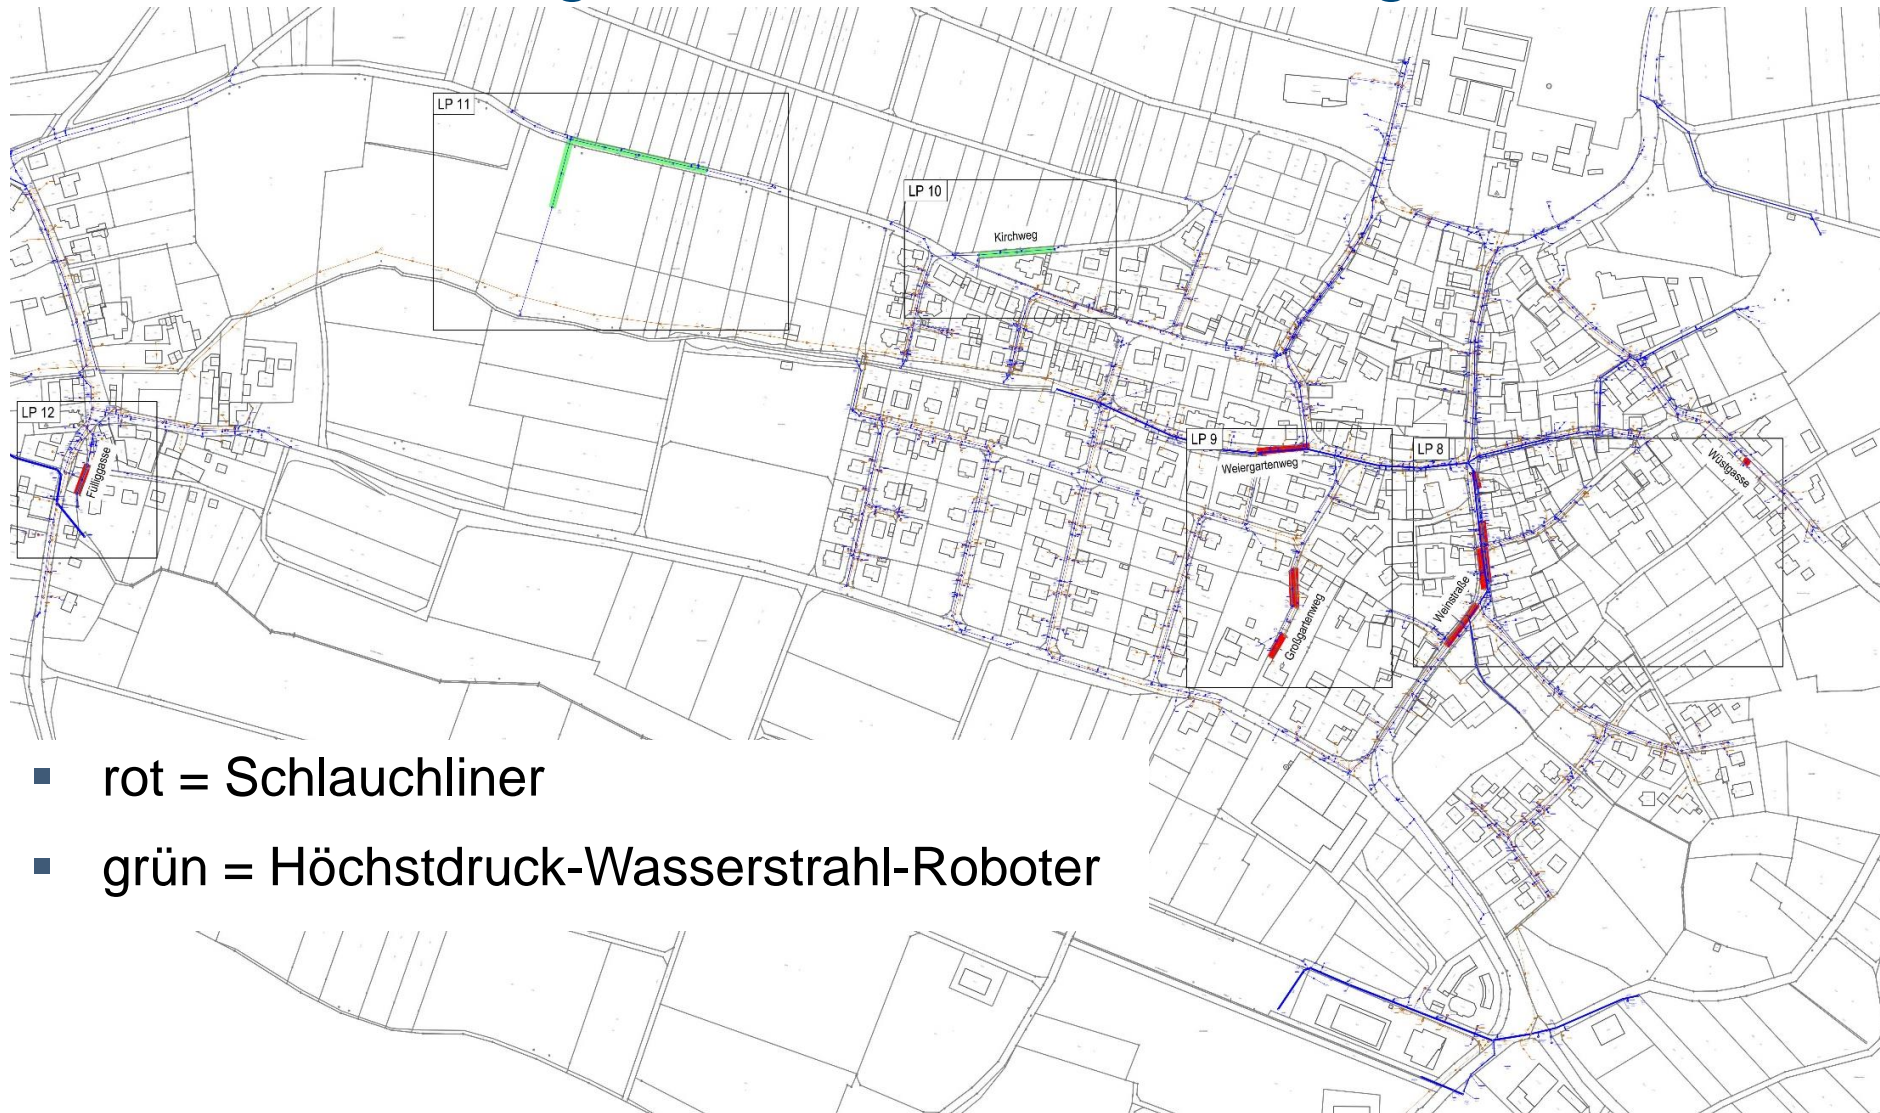 LP 11
LP 10
Kirchweg
LP 12
Fülligasse
LP 9
Weiergartenweg
LP 8
Wüstgasse
Großgartenweg
Weinstraße
rot = Schlauchliner
grün = Höchstdruck-Wasserstrahl-Roboter